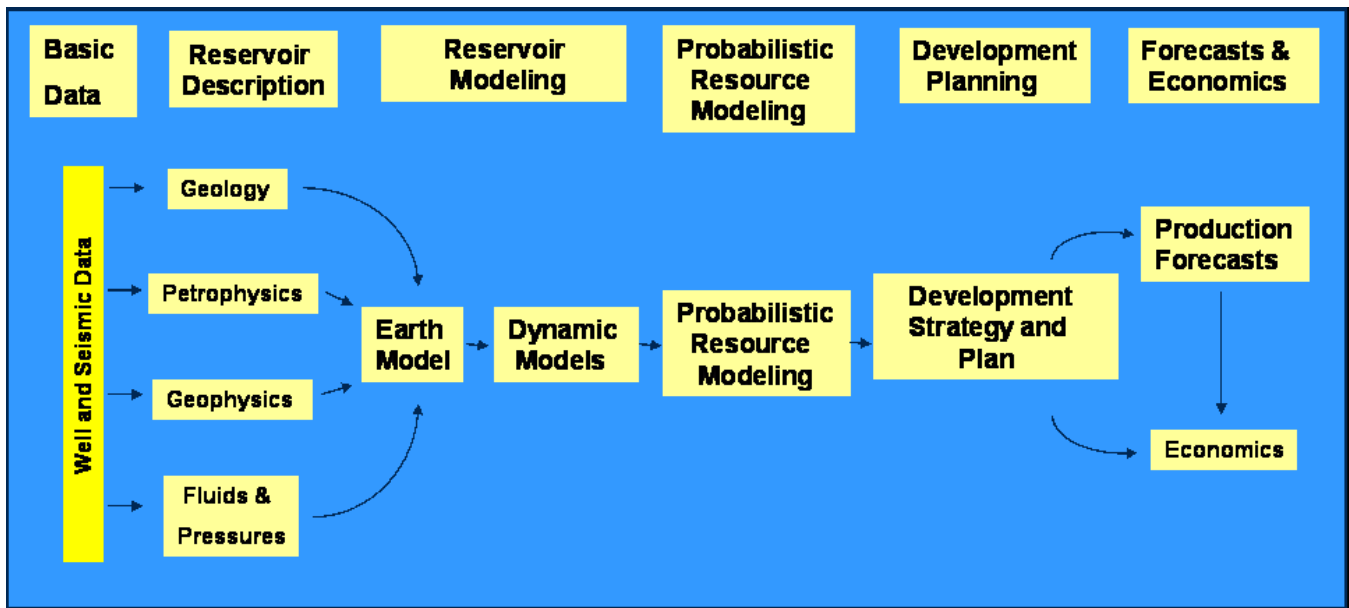 Basic
Data
Reservoir
Description
Reservoir
Modeling
Probabilistic
Resource
Modeling
Development
Planning
Forecasts &
Economics
Well and Seismic Data
Geology
Petrophysics
Geophysics
Fluids &
Pressures
Earth
Model
Dynamic
Models
Probabilistic
Resource
Modeling
Development
Strategy and
Plan
Production
Forecasts
Economics